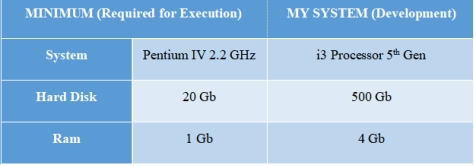 MINIMUM (Required for Execution) MY SYSTEM (Development)
System Pentium IV 2.2 GHz i3 Processor 5th Gen
Hard Disk 20 Gb 500 Gb
Ram 1 Gb 4 Gb